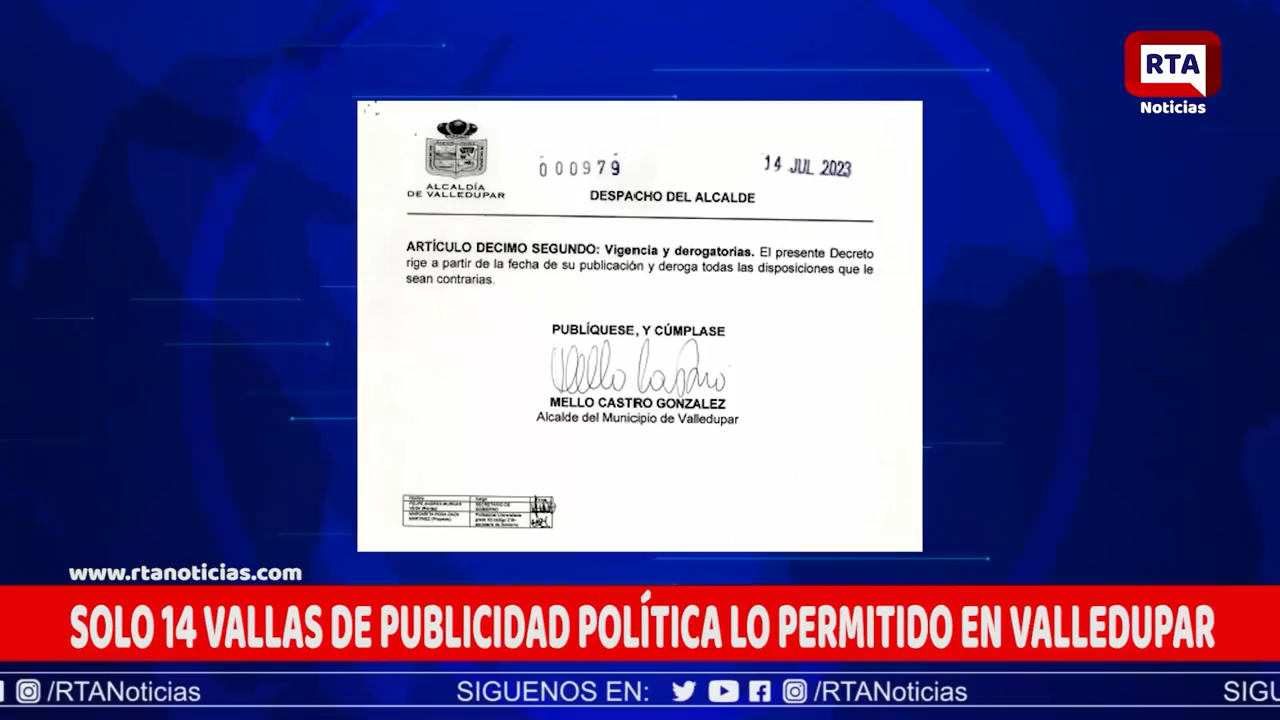 RTA
Noticias
ALCALDÍA
DE VALLEDUPAR
000979
14 JUL 2023
DESPACHO DEL ALCALDE
ARTÍCULO DECIMO SEGUNDO: Vigencia y derogatorias. El presente Decreto
rige a partir de la fecha de su publicación y deroga todas las disposiciones que le
sean contrarias.
PUBLÍQUESE, Y CÚMPLASE
Mello Castro
MELLO CASTRO GONZALEZ
Alcalde del Municipio de Valledupar
www.rtanoticias.com
SOLO 14 VALLAS DE PUBLICIDAD POLÍTICA LO PERMITIDO EN VALLEDUPAR
/RTANoticias SIGUENOS EN: /RTANoticias SIGU